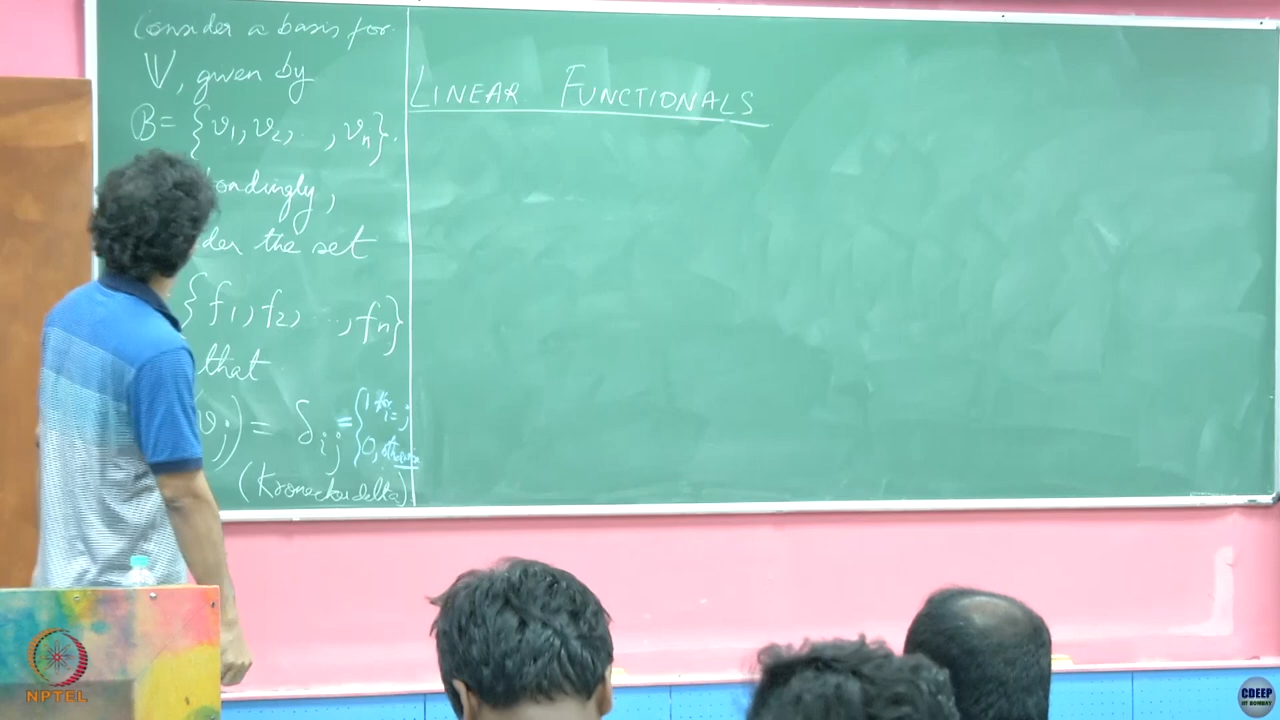 Consider a basis for
V, given by
B = {v1, v2, .., vn}.
ondingly,
der the set
{f1, f2, ..., fn}
that
vj) = δij = {1 for i=j
0, otherwise
(Kronecker delta)
LINEAR FUNCTIONALS
NPTEL
CDEEP
IIT BOMBAY